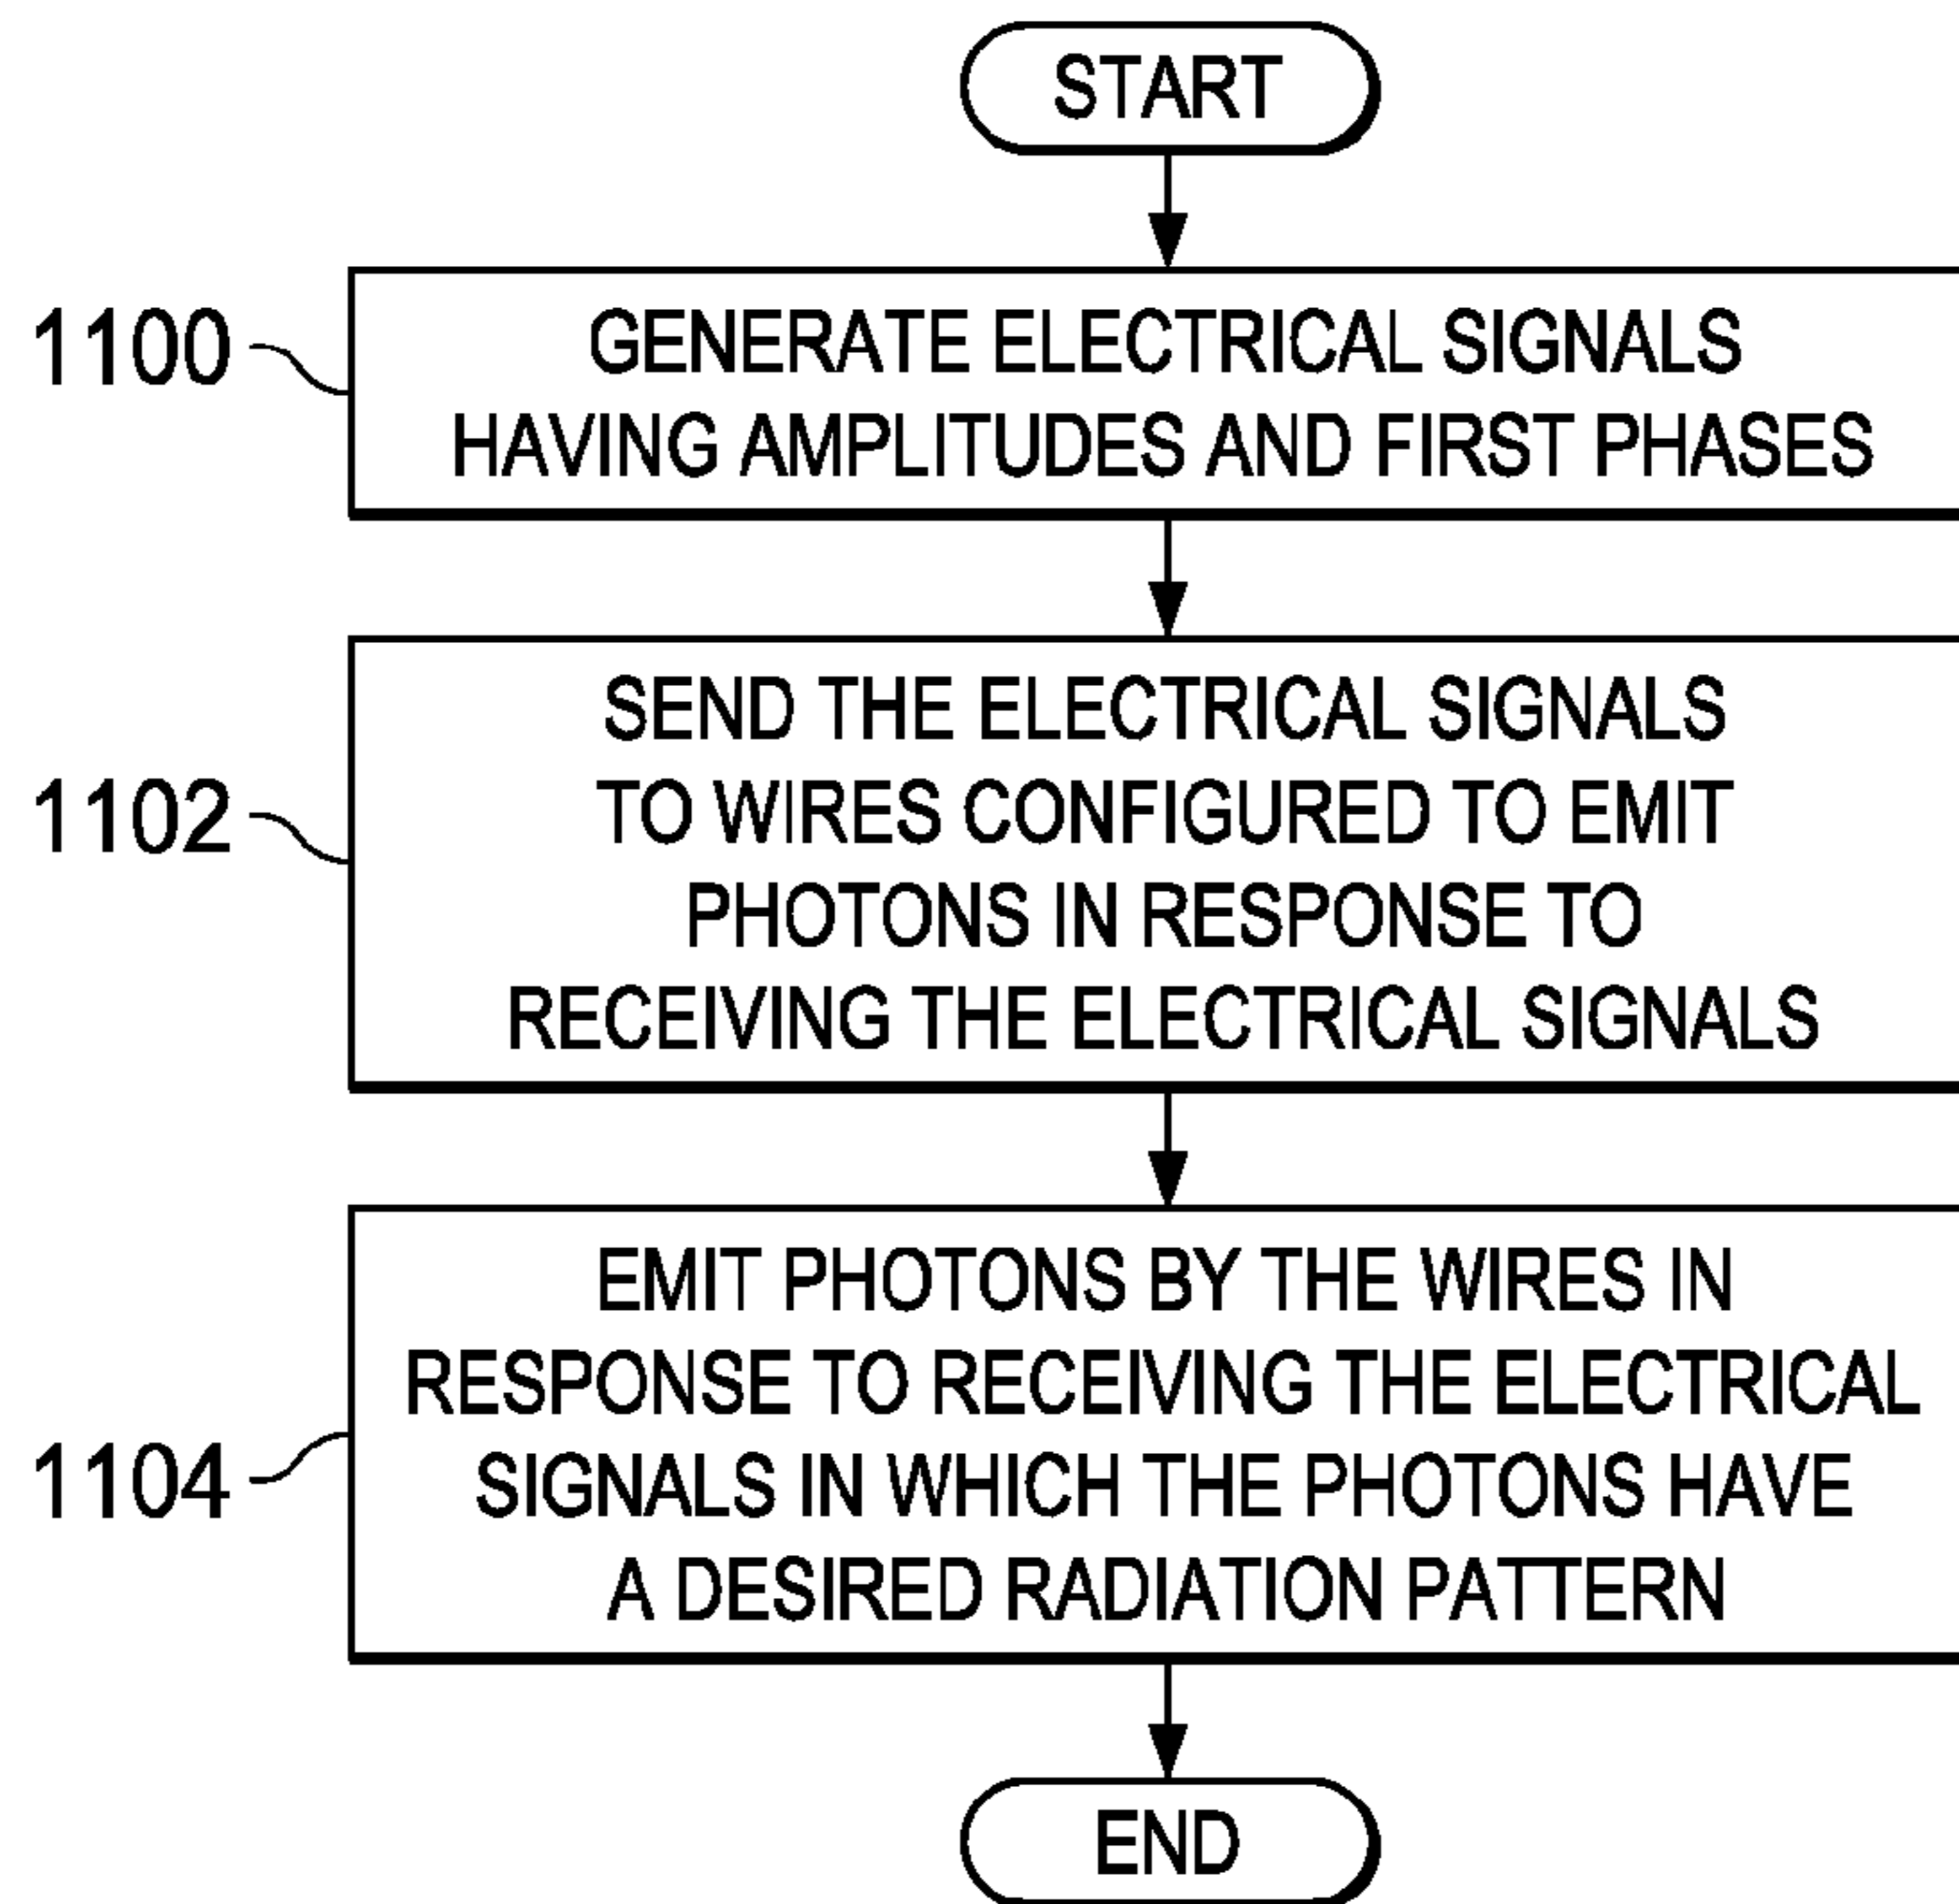 START
1100
GENERATE ELECTRICAL SIGNALS
HAVING AMPLITUDES AND FIRST PHASES
1102
SEND THE ELECTRICAL SIGNALS
TO WIRES CONFIGURED TO EMIT
PHOTONS IN RESPONSE TO
RECEIVING THE ELECTRICAL SIGNALS
1104
EMIT PHOTONS BY THE WIRES IN
RESPONSE TO RECEIVING THE ELECTRICAL
SIGNALS IN WHICH THE PHOTONS HAVE
A DESIRED RADIATION PATTERN
END